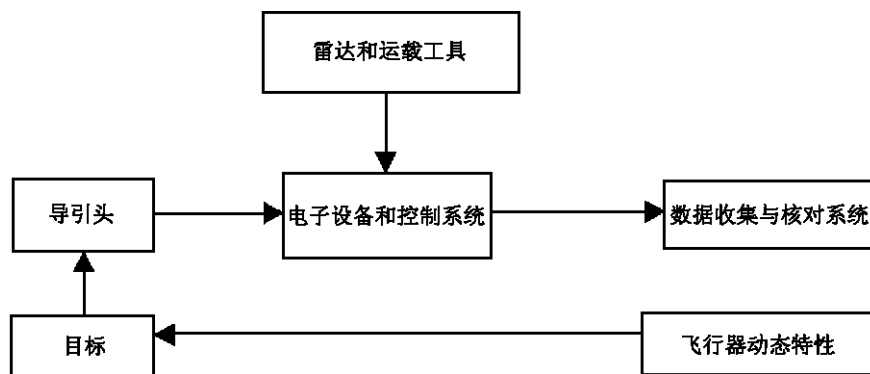 雷达和运载工具
导引头
电子设备和控制系统
数据收集与核对系统
目标
飞行器动态特性